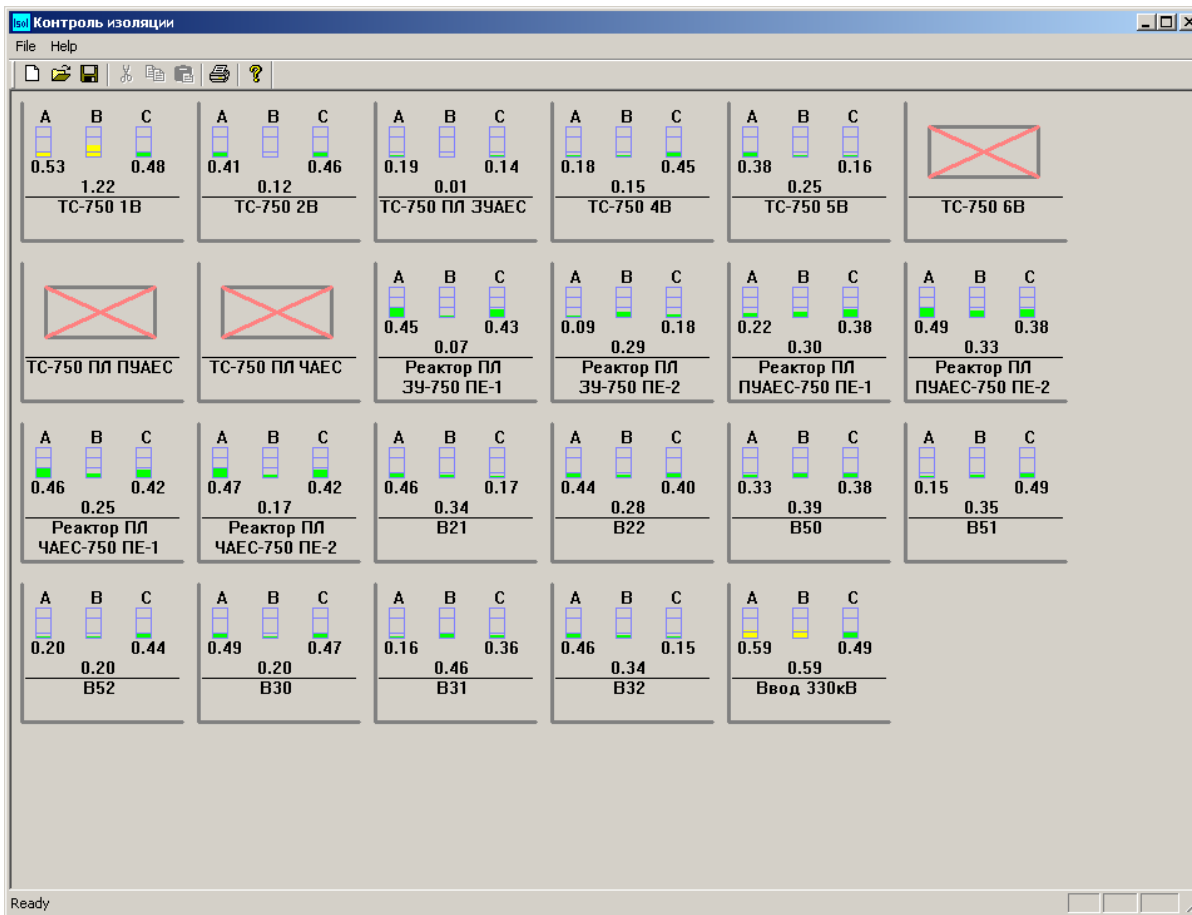 Isol Контроль изоляции
File Help
A B C
0.53 0.48
1.22
ТС-750 1В
A B C
0.41 0.46
0.12
ТС-750 2В
A B C
0.19 0.14
0.01
ТС-750 ПЛ ЗУАЕС
A B C
0.18 0.45
0.15
ТС-750 4В
A B C
0.38 0.16
0.25
ТС-750 5В
ТС-750 6В
ТС-750 ПЛ ПУАЕС
ТС-750 ПЛ ЧАЕС
A B C
0.45 0.43
0.07
Реактор ПЛ
ЗУ-750 ПЕ-1
A B C
0.09 0.18
0.29
Реактор ПЛ
ЗУ-750 ПЕ-2
A B C
0.22 0.38
0.30
Реактор ПЛ
ПУАЕС-750 ПЕ-1
A B C
0.49 0.38
0.33
Реактор ПЛ
ПУАЕС-750 ПЕ-2
A B C
0.46 0.42
0.25
Реактор ПЛ
ЧАЕС-750 ПЕ-1
A B C
0.47 0.42
0.17
Реактор ПЛ
ЧАЕС-750 ПЕ-2
A B C
0.46 0.17
0.34
В21
A B C
0.44 0.40
0.28
В22
A B C
0.33 0.38
0.39
В50
A B C
0.15 0.49
0.35
В51
A B C
0.20 0.44
0.20
В52
A B C
0.49 0.47
0.20
В30
A B C
0.16 0.36
0.46
В31
A B C
0.46 0.15
0.34
В32
A B C
0.59 0.49
0.59
Ввод 330кВ
Ready